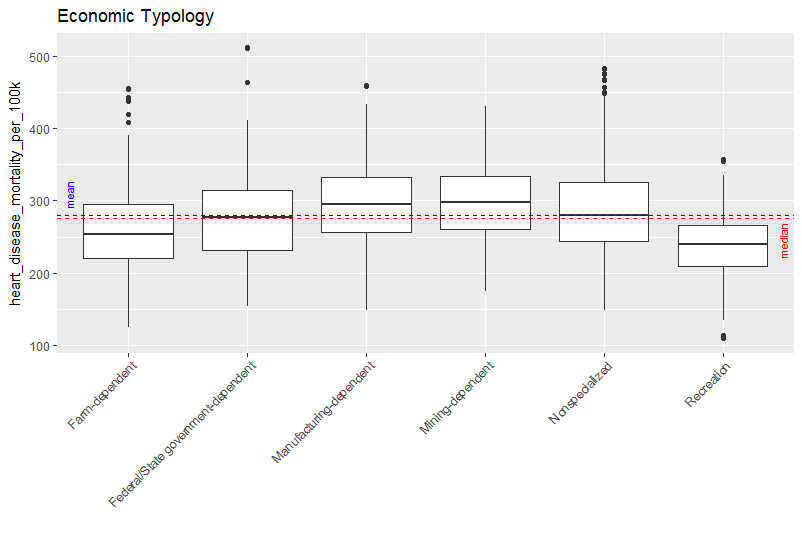 Economic Typology
heart_disease_mortality_per_100k
500
400
300
200
100
mean
median
Farm-dependent
Federal/State government-dependent
Manufacturing-dependent
Mining-dependent
Nonspecialized
Recreation